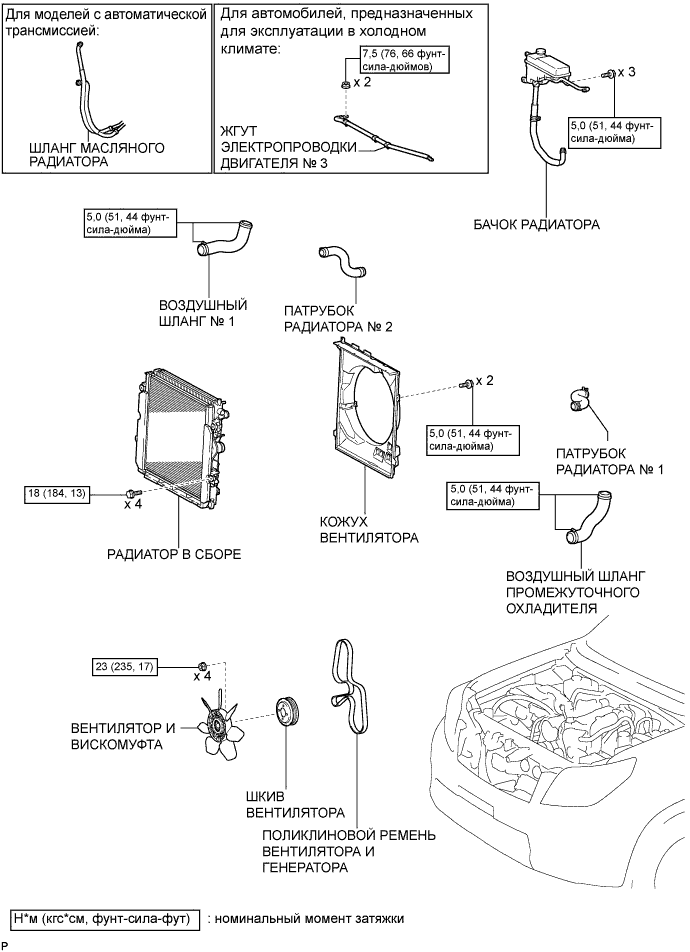 Для моделей с автоматической
трансмиссией:
ШЛАНГ МАСЛЯНОГО
РАДИАТОРА
Для автомобилей, предназначенных
для эксплуатации в холодном
климате:
7,5 (76, 66 фунт-
сила-дюймов)
x 2
ЖГУТ
ЭЛЕКТРОПРОВОДКИ
ДВИГАТЕЛЯ № 3
x 3
5,0 (51, 44 фунт-
сила-дюйма)
БАЧОК РАДИАТОРА
5,0 (51, 44 фунт-
сила-дюйма)
ВОЗДУШНЫЙ
ШЛАНГ № 1
ПАТРУБОК
РАДИАТОРА № 2
x 2
5,0 (51, 44 фунт-
сила-дюйма)
ПАТРУБОК
РАДИАТОРА № 1
18 (184, 13)
x 4
РАДИАТОР В СБОРЕ
КОЖУХ
ВЕНТИЛЯТОРА
5,0 (51, 44 фунт-
сила-дюйма)
ВОЗДУШНЫЙ ШЛАНГ
ПРОМЕЖУТОЧНОГО
ОХЛАДИТЕЛЯ
23 (235, 17)
x 4
ВЕНТИЛЯТОР И
ВИСКОМУФТА
ШКИВ
ВЕНТИЛЯТОРА
ПОЛИКЛИНОВОЙ РЕМЕНЬ
ВЕНТИЛЯТОРА И
ГЕНЕРАТОРА
Н*м (кгс*см, фунт-сила-фут) : номинальный момент затяжки
P